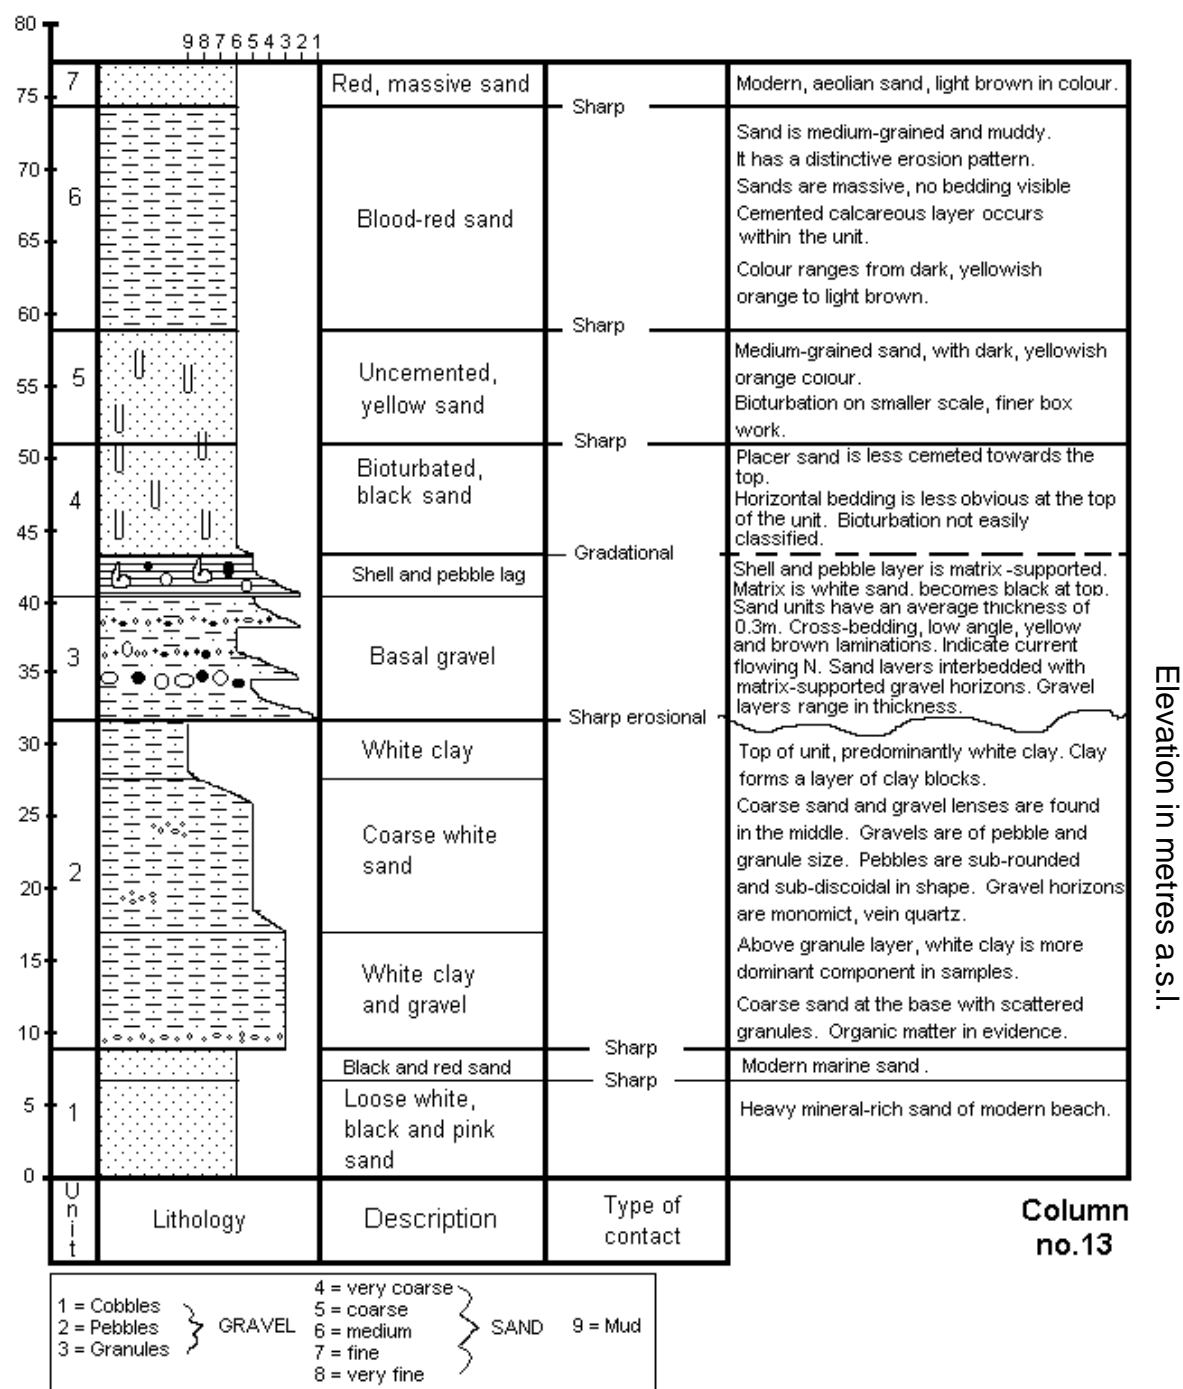 80
9 8 7 6 5 4 3 2 1
7
Red, massive sand
Modern, aeolian sand, light brown in colour.
75
Sharp
6
Blood-red sand
Sand is medium-grained and muddy.
It has a distinctive erosion pattern.
Sands are massive, no bedding visible
Cemented calcareous layer occurs
within the unit.
Colour ranges from dark, yellowish
orange to light brown.
70
65
60
Sharp
5
Uncemented,
yellow sand
Medium-grained sand, with dark, yellowish
orange colour.
Bioturbation on smaller scale, finer box
work.
55
Sharp
50
4
Bioturbated,
black sand
Placer sand is less cemeted towards the
top.
Horizontal bedding is less obvious at the top
of the unit. Bioturbation not easily
classified.
45
Gradational
Shell and pebble lag
Shell and pebble layer is matrix-supported.
Matrix is white sand, becomes black at top.
40
3
Basal gravel
Sand units have an average thickness of
0.3m. Cross-bedding, low angle, yellow
and brown laminations. Indicate current
flowing N. Sand layers interbedded with
matrix-supported gravel horizons. Gravel
layers range in thickness.
35
Sharp erosional
30
White clay
Top of unit, predominantly white clay. Clay
forms a layer of clay blocks.
25
2
Coarse white
sand
Coarse sand and gravel lenses are found
in the middle. Gravels are of pebble and
granule size. Pebbles are sub-rounded
and sub-discoidal in shape. Gravel horizons
are monomict, vein quartz.
20
15
White clay
and gravel
Above granule layer, white clay is more
dominant component in samples.
Coarse sand at the base with scattered
granules. Organic matter in evidence.
10
Sharp
Black and red sand
Modern marine sand.
Sharp
5
1
Loose white,
black and pink
sand
Heavy mineral-rich sand of modern beach.
0
Elevation in metres a.s.l.
Unit
Lithology
Description
Type of
contact
Column
no.13
1 = Cobbles
2 = Pebbles
3 = Granules
GRAVEL
4 = very coarse
5 = coarse
6 = medium
7 = fine
8 = very fine
SAND
9 = Mud